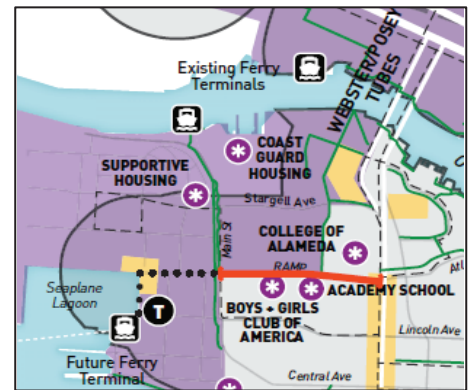 Existing Ferry
Terminals
WEBSTER/POSEY
TUBES
COAST
GUARD
HOUSING
SUPPORTIVE
HOUSING
Stargell Ave
Main St
COLLEGE OF
ALAMEDA
RAMP
Atl
Seaplane
Lagoon
T
ACADEMY SCHOOL
BOYS + GIRLS
CLUB OF
AMERICA
Lincoln Ave
Future Ferry
Terminal
Central Ave